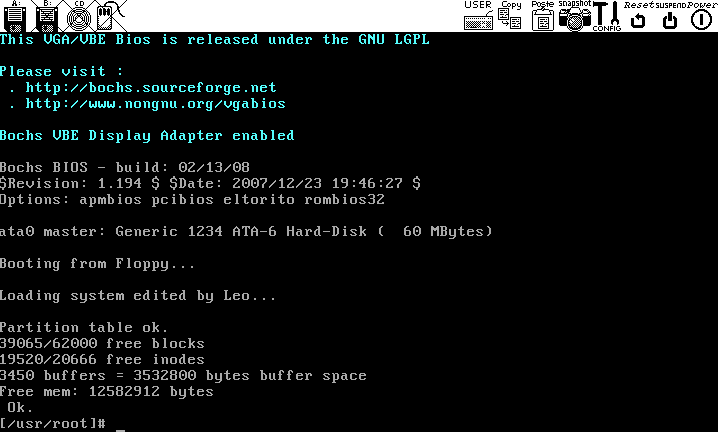 A: B: CD USER Copy Paste snapshot CONFIG Reset SUSPEND Power
This VGA/VBE Bios is released under the GNU LGPL
Please visit :
. http://bochs.sourceforge.net
. http://www.nongnu.org/vgabios
Bochs VBE Display Adapter enabled
Bochs BIOS - build: 02/13/08
$Revision: 1.194 $ $Date: 2007/12/23 19:46:27 $
Options: apmbios pcibios eltorito rombios32
ata0 master: Generic 1234 ATA-6 Hard-Disk (  60 MBytes)
Booting from Floppy...
Loading system edited by Leo...
Partition table ok.
39065/62000 free blocks
19520/20666 free inodes
3450 buffers = 3532800 bytes buffer space
Free mem: 12582912 bytes
Ok.
[/usr/root]# _